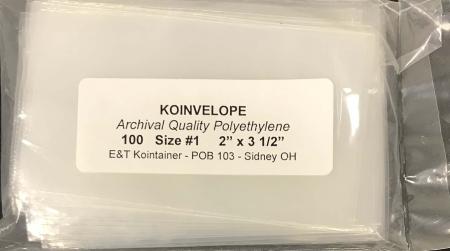 KOINVELOPE
Archival Quality Polyethylene
100 Size #1 2" x 3 1/2"
E&T Kointainer - POB 103 - Sidney OH